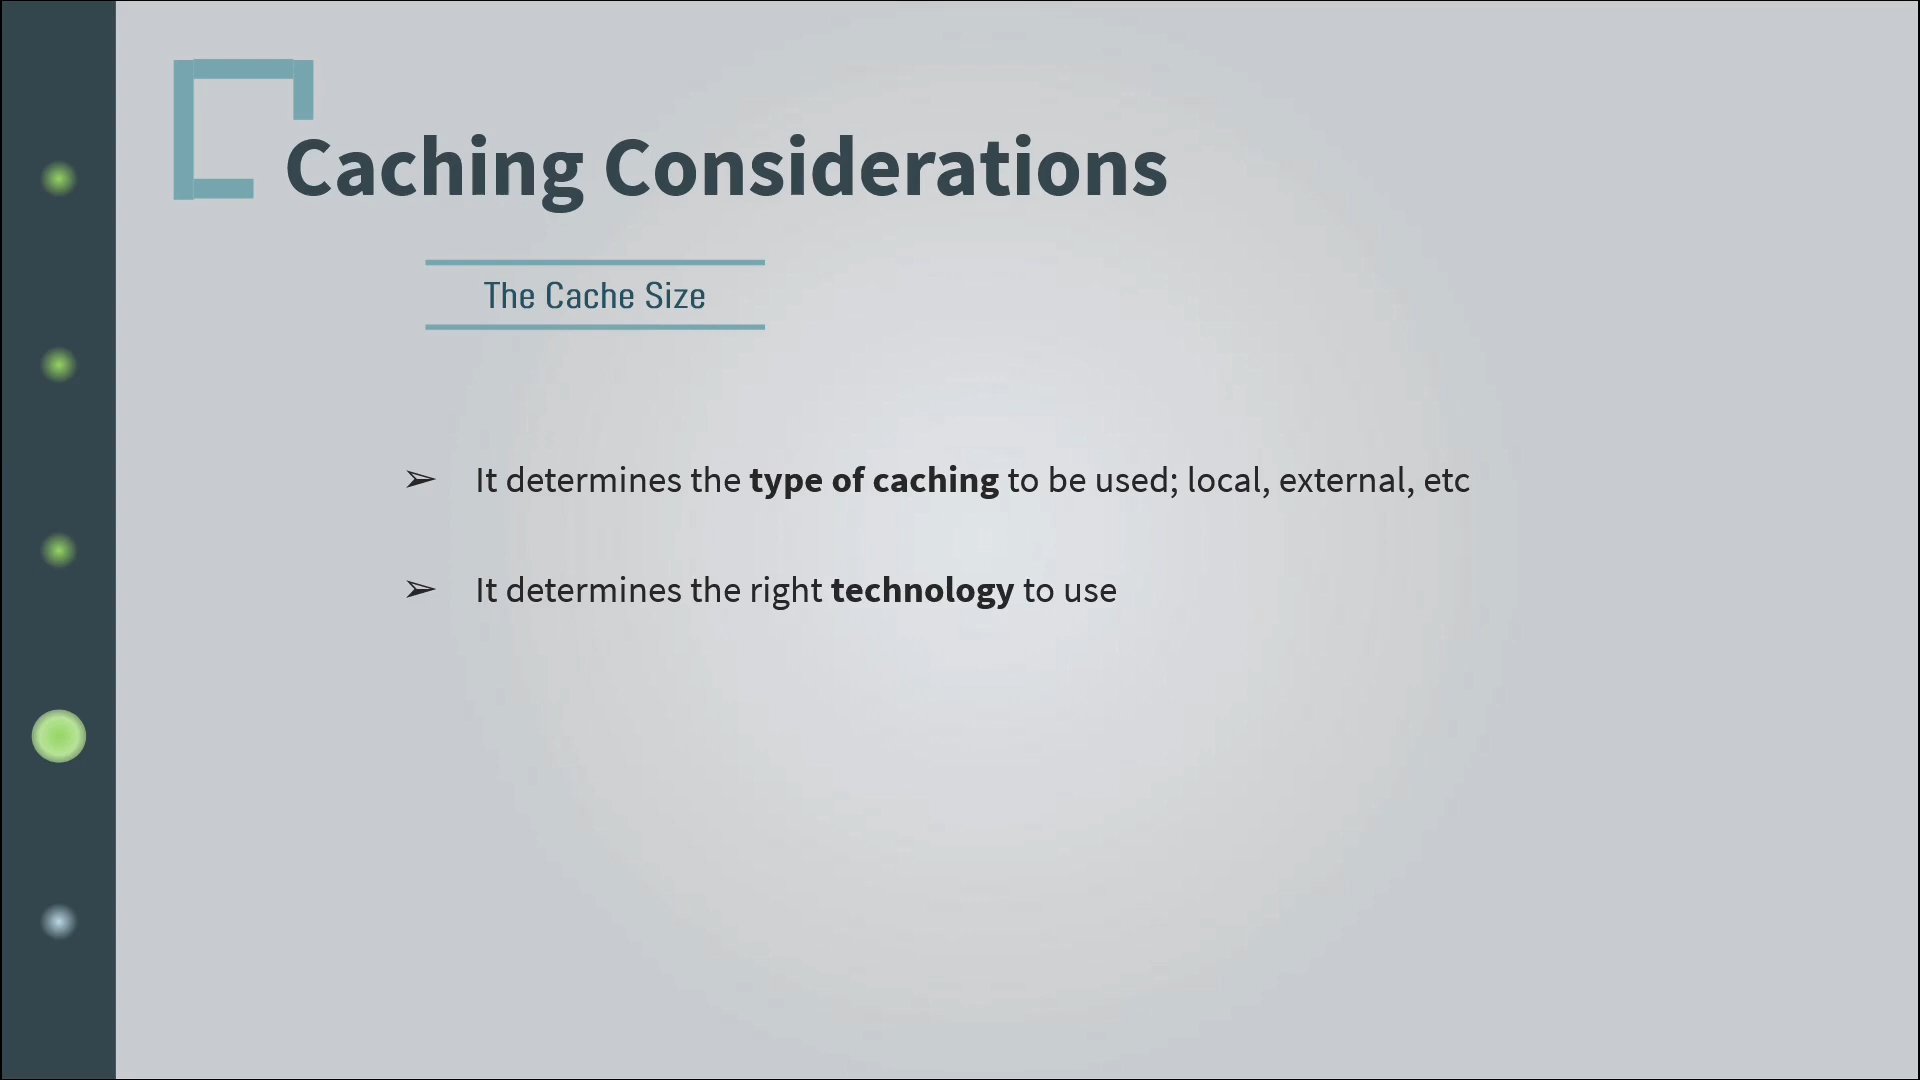 Caching Considerations
The Cache Size
➢ It determines the type of caching to be used; local, external, etc
➢ It determines the right technology to use